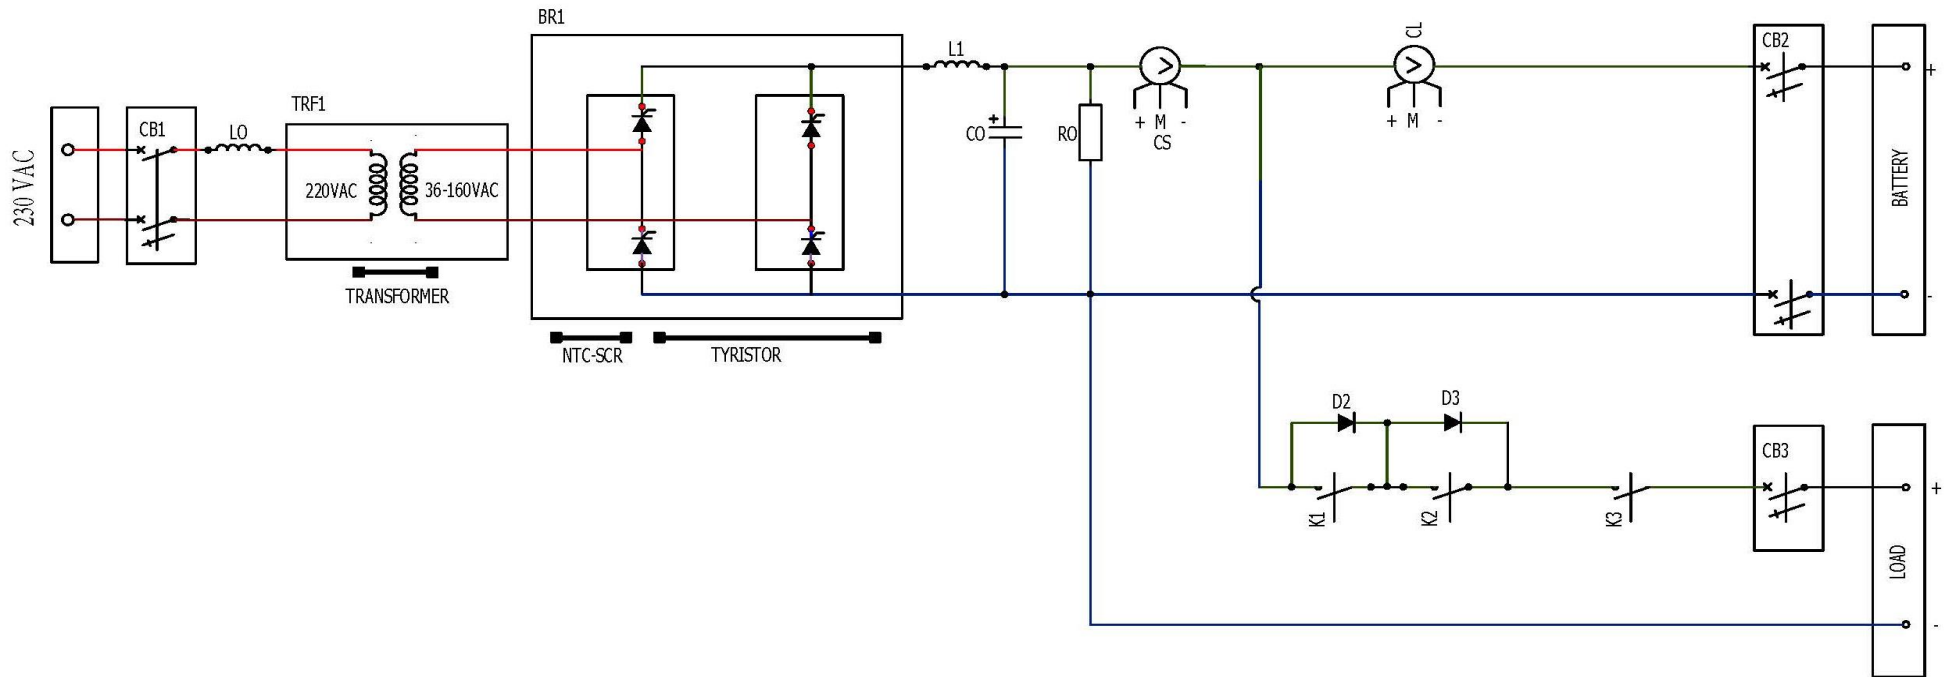 BR1
CL
L1
CB2
+
TRF1
230 VAC
CB1
LO
220VAC
36-160VAC
+
CO
RO
+ M -
CS
+ M -
BATTERY
-
TRANSFORMER
NTC-SCR
TYRISTOR
D2
D3
CB3
K1
K2
K3
+
LOAD
-